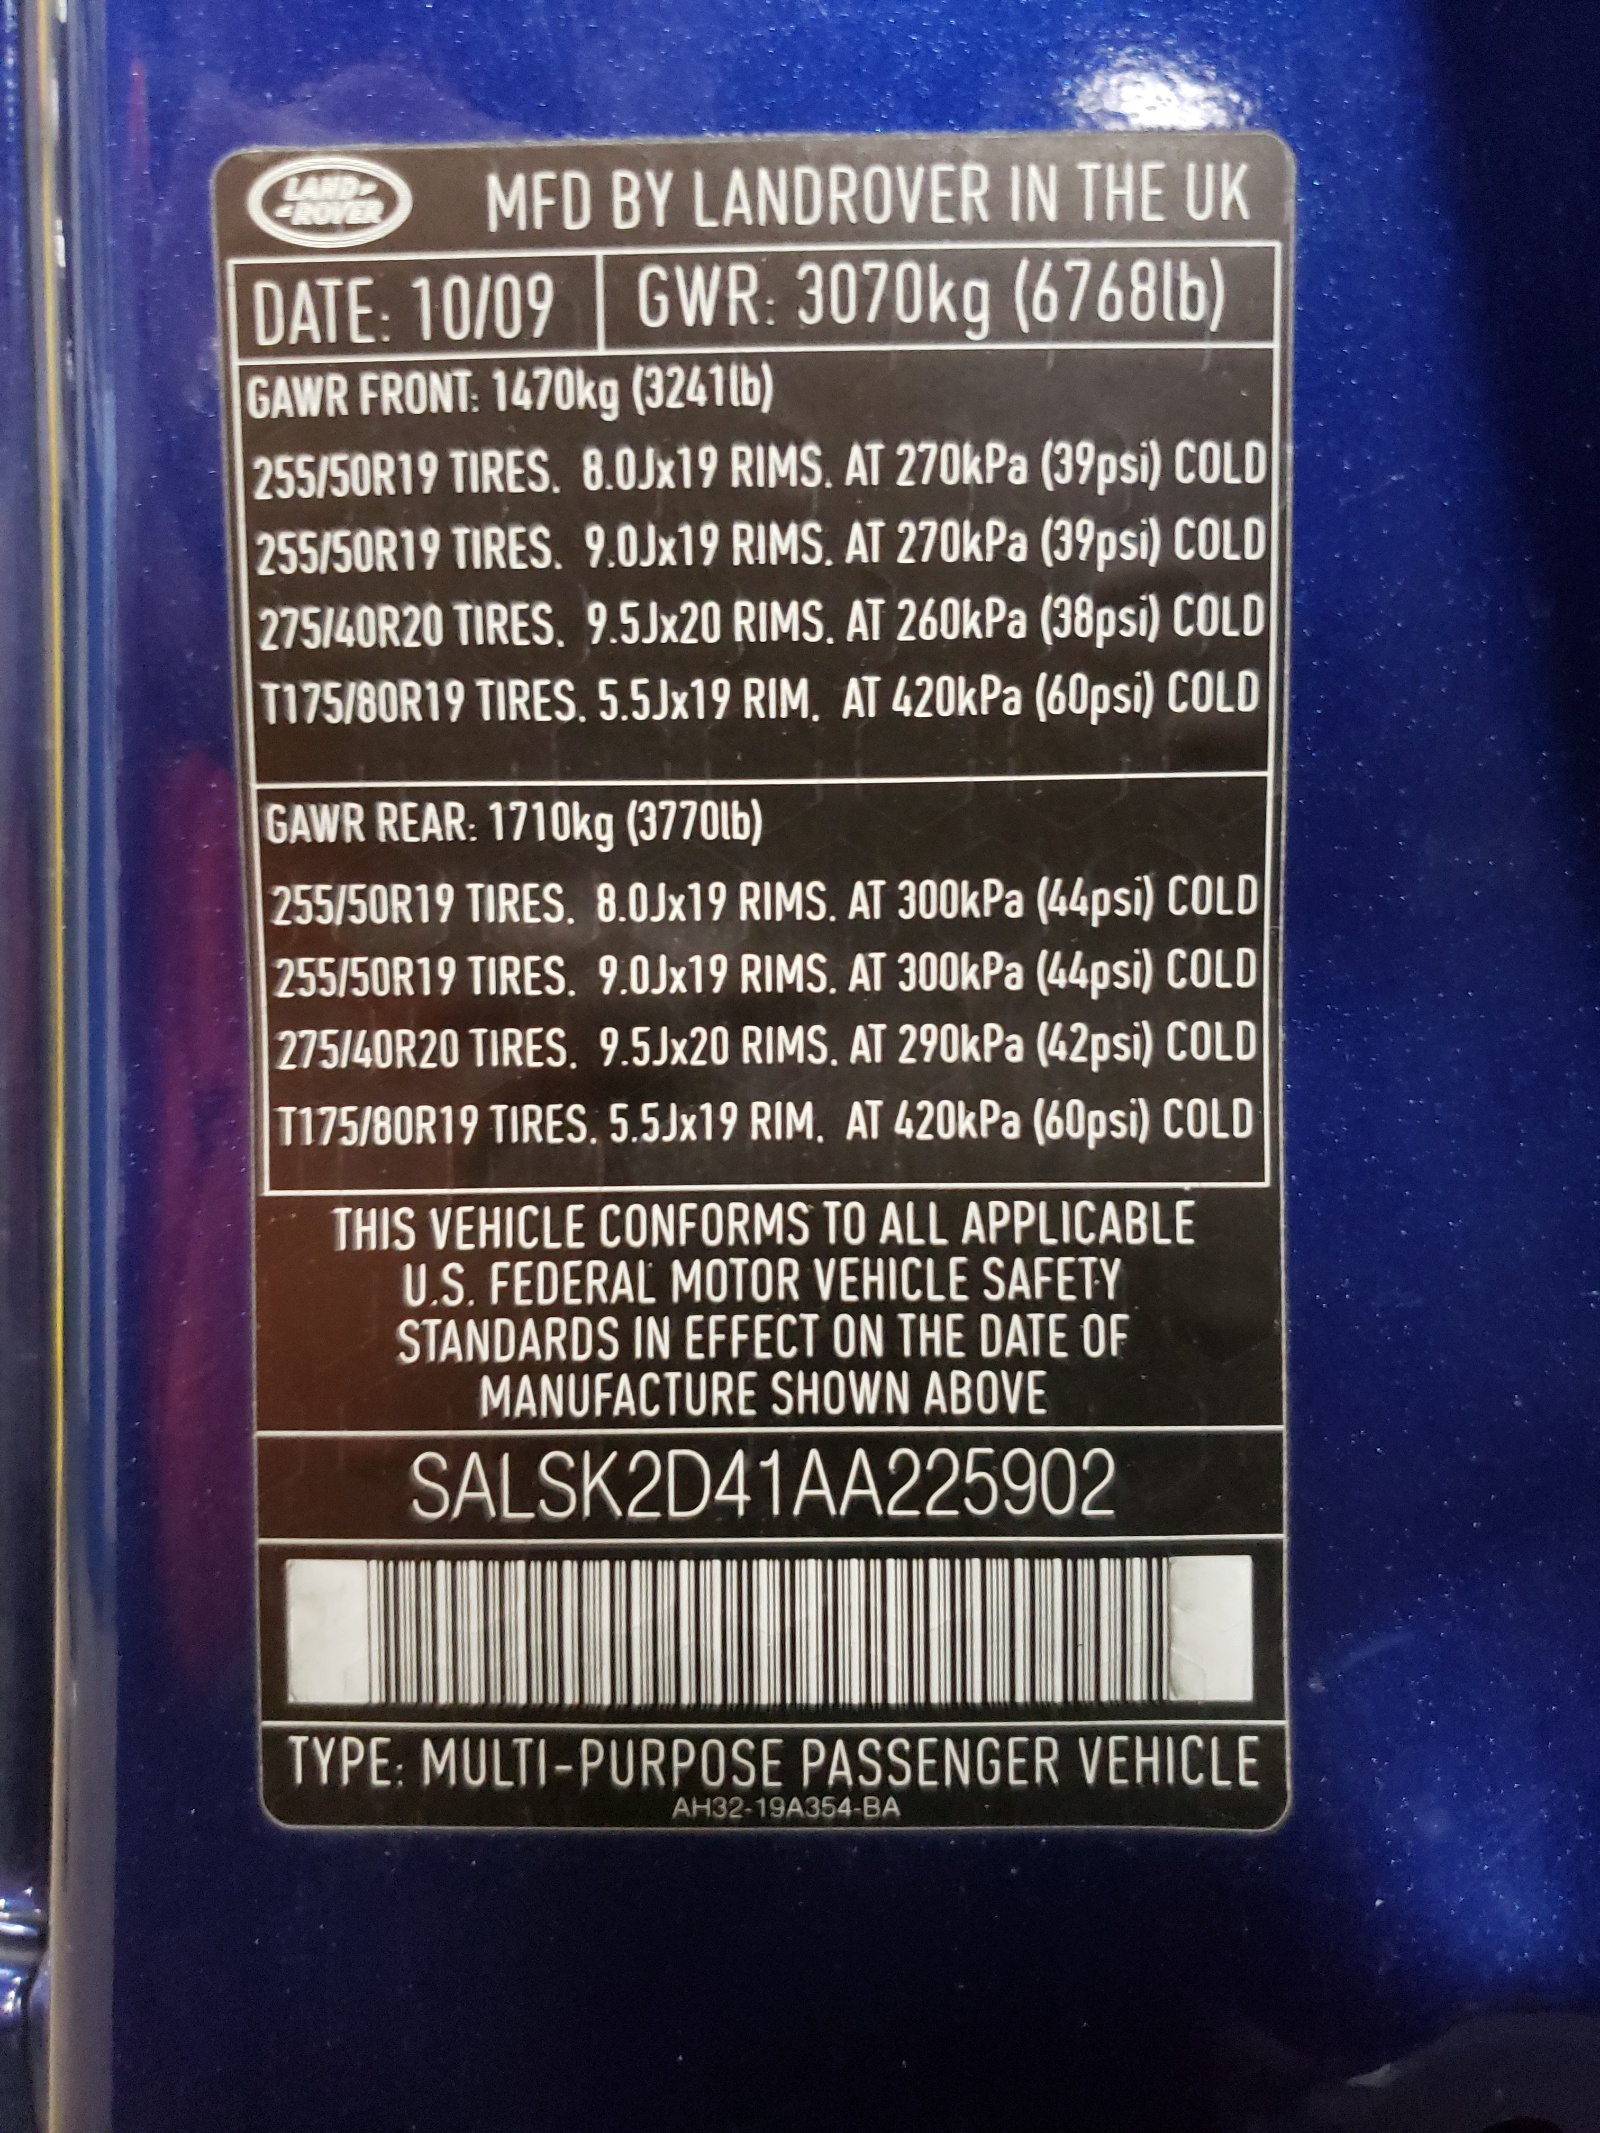 LAND-
-ROVER
MFD BY LANDROVER IN THE UK
DATE: 10/09
GWR: 3070kg (6768lb)
GAWR FRONT: 1470kg (3241lb)
255/50R19 TIRES. 8.0Jx19 RIMS. AT 270kPa (39psi) COLD
255/50R19 TIRES. 9.0Jx19 RIMS. AT 270kPa (39psi) COLD
275/40R20 TIRES. 9.5Jx20 RIMS. AT 260kPa (38psi) COLD
T175/80R19 TIRES. 5.5Jx19 RIM. AT 420kPa (60psi) COLD
GAWR REAR: 1710kg (3770lb)
255/50R19 TIRES. 8.0Jx19 RIMS. AT 300kPa (44psi) COLD
255/50R19 TIRES. 9.0Jx19 RIMS. AT 300kPa (44psi) COLD
275/40R20 TIRES. 9.5Jx20 RIMS. AT 290kPa (42psi) COLD
T175/80R19 TIRES. 5.5Jx19 RIM. AT 420kPa (60psi) COLD
THIS VEHICLE CONFORMS TO ALL APPLICABLE
U.S. FEDERAL MOTOR VEHICLE SAFETY
STANDARDS IN EFFECT ON THE DATE OF
MANUFACTURE SHOWN ABOVE
SALSK2D41AA225902
TYPE: MULTI-PURPOSE PASSENGER VEHICLE
AH32-19A354-BA